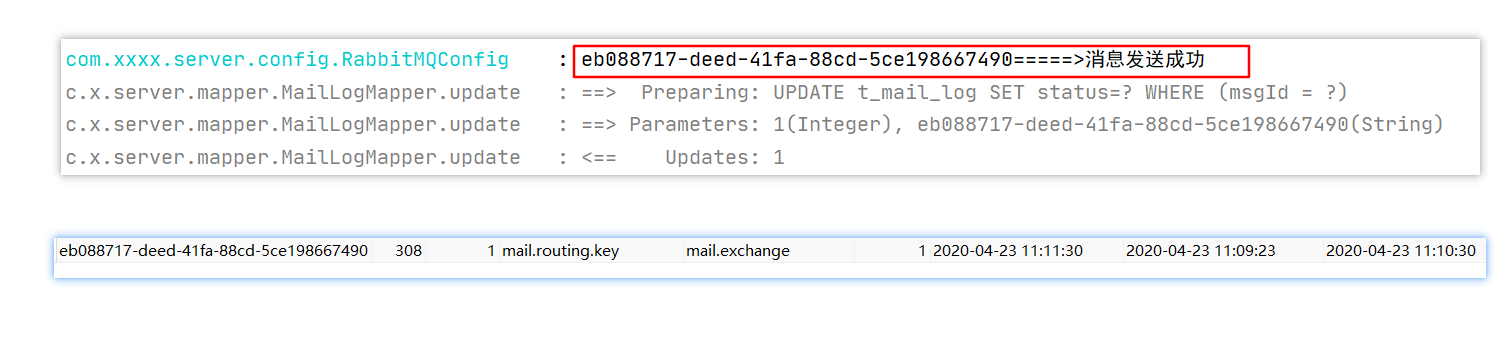 com.xxxx.server.config.RabbitMQConfig : eb088717-deed-41fa-88cd-5ce198667490=====>消息发送成功
c.x.server.mapper.MailLogMapper.update : ==> Preparing: UPDATE t_mail_log SET status=? WHERE (msgId = ?)
c.x.server.mapper.MailLogMapper.update : ==> Parameters: 1(Integer), eb088717-deed-41fa-88cd-5ce198667490(String)
c.x.server.mapper.MailLogMapper.update : <== Updates: 1
eb088717-deed-41fa-88cd-5ce198667490 308 1 mail.routing.key mail.exchange 1 2020-04-23 11:11:30 2020-04-23 11:09:23 2020-04-23 11:10:30